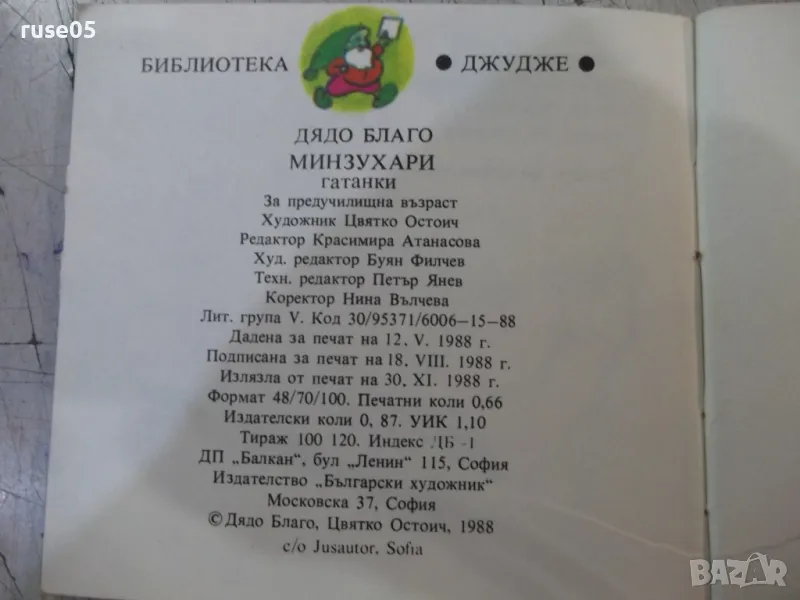 ruse05
БИБЛИОТЕКА ● ДЖУДЖЕ ●
ДЯДО БЛАГО
МИНЗУХАРИ
гатанки
За предучилищна възраст
Художник Цвятко Остоич
Редактор Красимира Атанасова
Худ. редактор Буян Филчев
Техн. редактор Петър Янев
Коректор Нина Вълчева
Лит. група V. Код 30/95371/6006—15—88
Дадена за печат на 12. V. 1988 г.
Подписана за печат на 18. VIII. 1988 г.
Излязла от печат на 30. XI. 1988 г.
Формат 48/70/100. Печатни коли 0,66
Издателски коли 0, 87. УИК 1,10
Тираж 100 120. Индекс ДБ-1
ДП „Балкан“, бул „Ленин“ 115, София
Издателство „Български художник“
Московска 37, София
© Дядо Благо, Цвятко Остоич, 1988
c/o Jusautor, Sofia
BAZAR